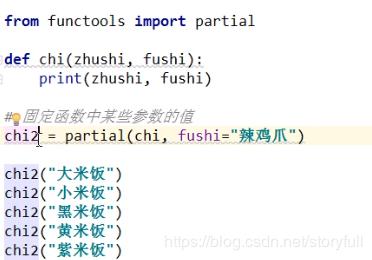 from functools import partial
def chi(zhushi, fushi):
    print(zhushi, fushi)
# 固定函数中某些参数的值
chi2 = partial(chi, fushi="辣鸡爪")
chi2("大米饭")
chi2("小米饭")
chi2("黑米饭")
chi2("黄米饭")
chi2("紫米饭")
https://blog.csdn.net/storyfull